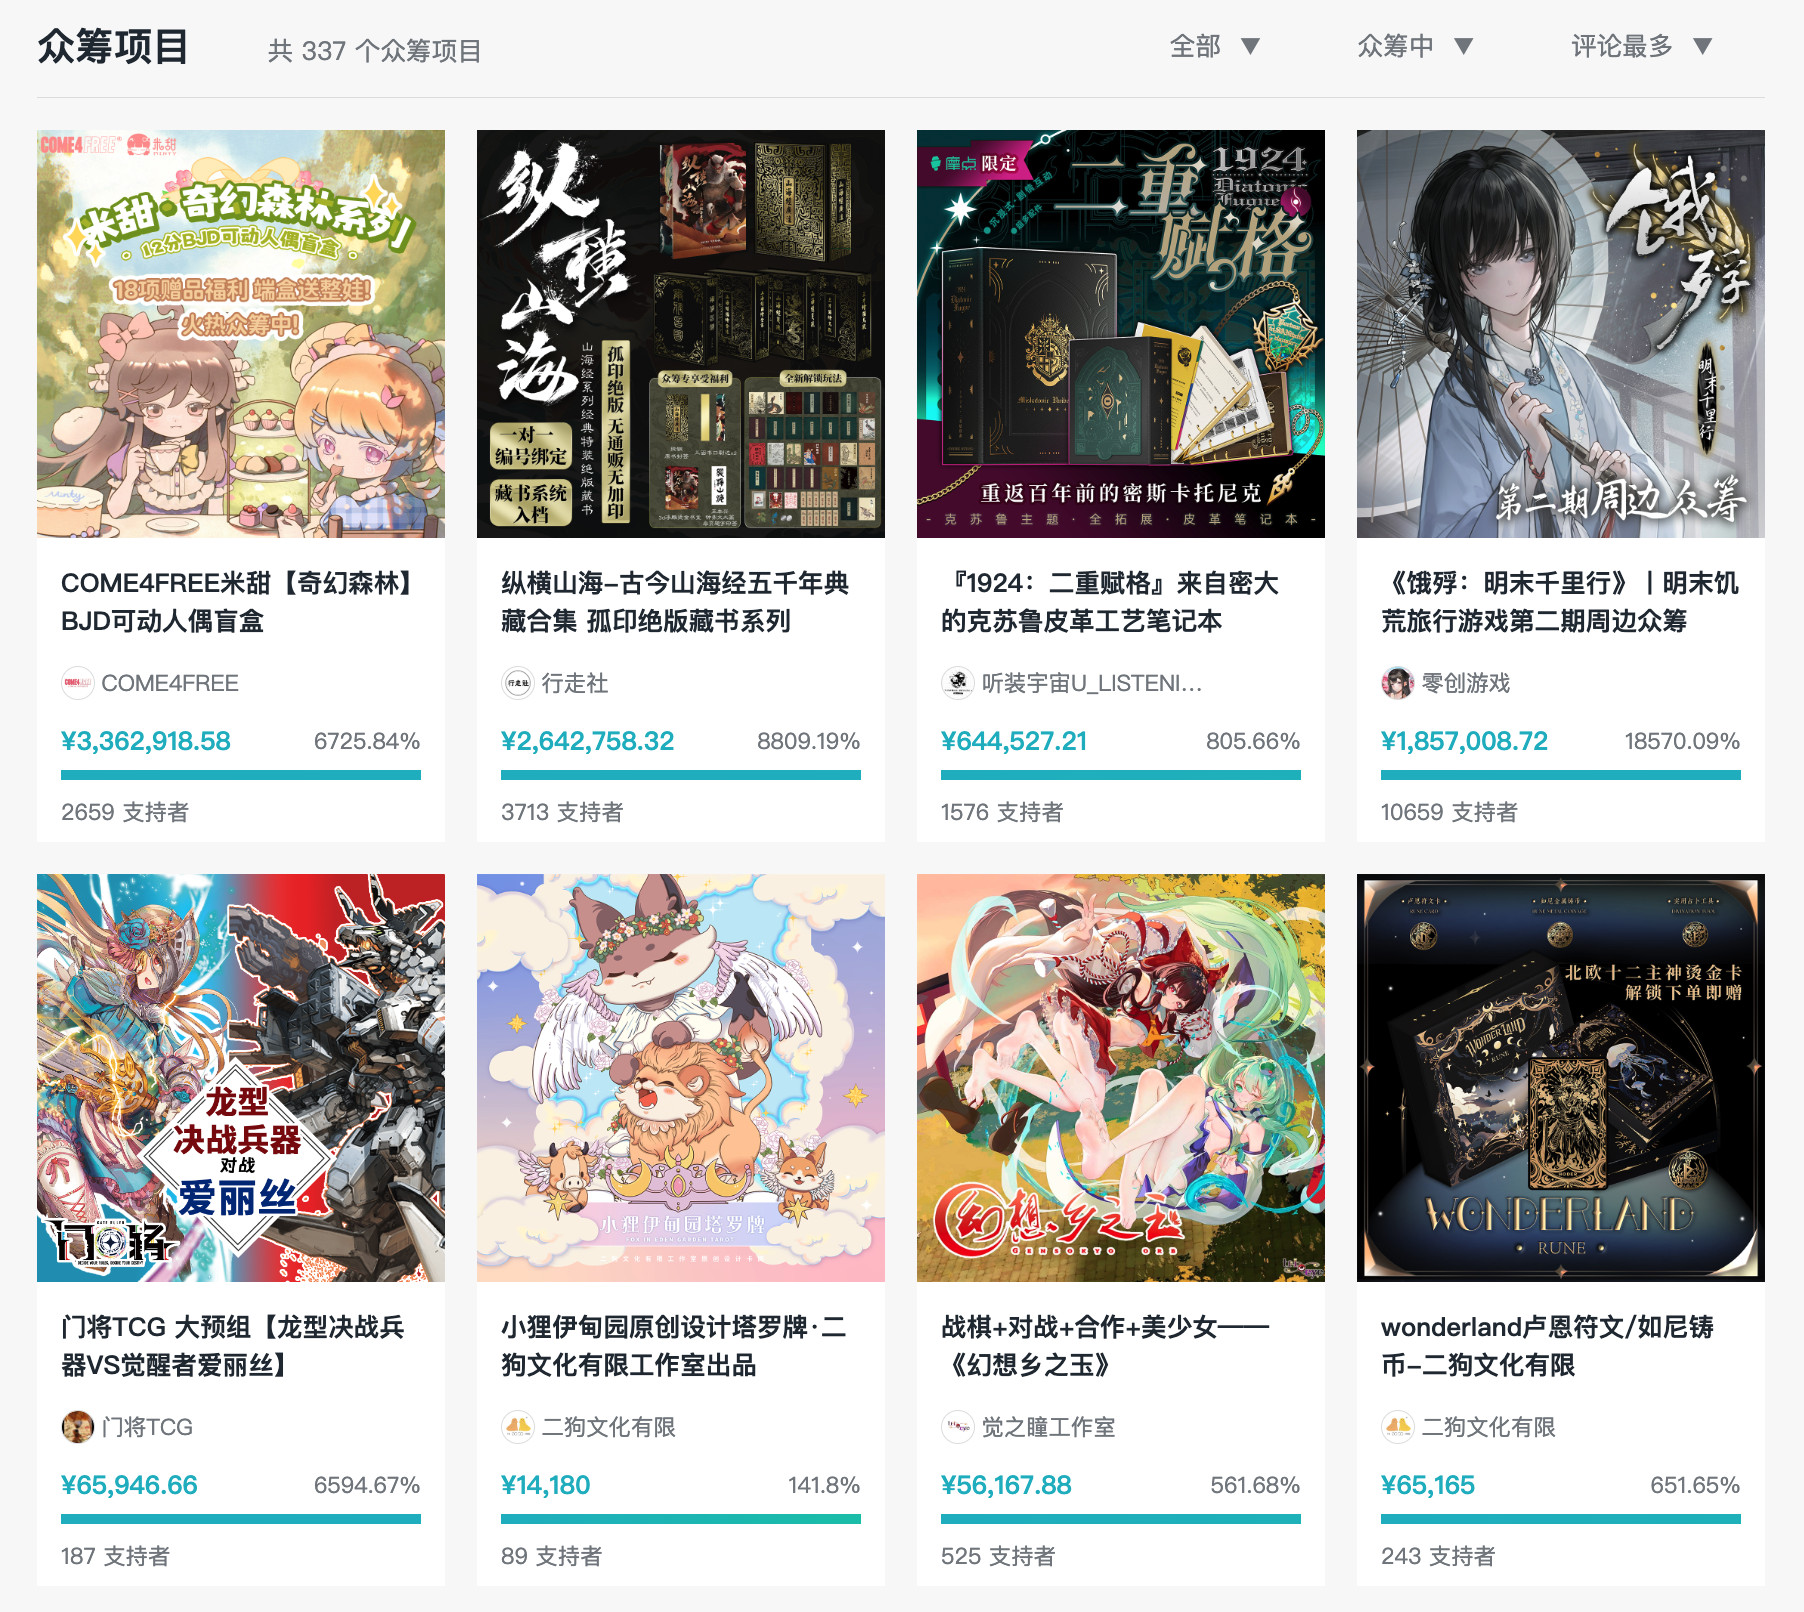 众筹项目
共 337 个众筹项目
全部 ▼
众筹中 ▼
评论最多 ▼
COME4FREE
米甜
米甜·奇幻森林系列
12分BJD可动人偶盲盒
18项赠品福利 端盒送整娃!
火热众筹中!
纵横山海
山海经系列经典特装绝版藏书
孤印绝版 无通贩无加印
一对一
编号绑定
藏书系统
入档
众筹专享受福利
全新解锁玩法
摩点 限定
二重赋格
1924
Diatonic
Fugue
重返百年前的密斯卡托尼克
- 克苏鲁主题 · 全拓展 · 皮革笔记本 -
饿殍
明末千里行
第二期周边众筹
COME4FREE米甜【奇幻森林】
BJD可动人偶盲盒
COME4FREE
¥3,362,918.58 6725.84%
2659 支持者
纵横山海–古今山海经五千年典
藏合集 孤印绝版藏书系列
行走社
¥2,642,758.32 8809.19%
3713 支持者
『1924：二重赋格』来自密大
的克苏鲁皮革工艺笔记本
听装宇宙U_LISTENI...
¥644,527.21 805.66%
1576 支持者
《饿殍：明末千里行》丨明末饥
荒旅行游戏第二期周边众筹
零创游戏
¥1,857,008.72 18570.09%
10659 支持者
龙型
决战兵器
对战
爱丽丝
门将
小狸伊甸园塔罗牌
FOX IN EDEN GARDEN TAROT
幻想乡之玉
GENSOKYO ORB
北欧十二主神烫金卡
解锁下单即赠
WONDERLAND
RUNE
WONDERLAND
RUNE
门将TCG 大预组【龙型决战兵
器VS觉醒者爱丽丝】
门将TCG
¥65,946.66 6594.67%
187 支持者
小狸伊甸园原创设计塔罗牌·二
狗文化有限工作室出品
二狗文化有限
¥14,180 141.8%
89 支持者
战棋+对战+合作+美少女——
《幻想乡之玉》
觉之瞳工作室
¥56,167.88 561.68%
525 支持者
wonderland卢恩符文/如尼铸
币–二狗文化有限
二狗文化有限
¥65,165 651.65%
243 支持者